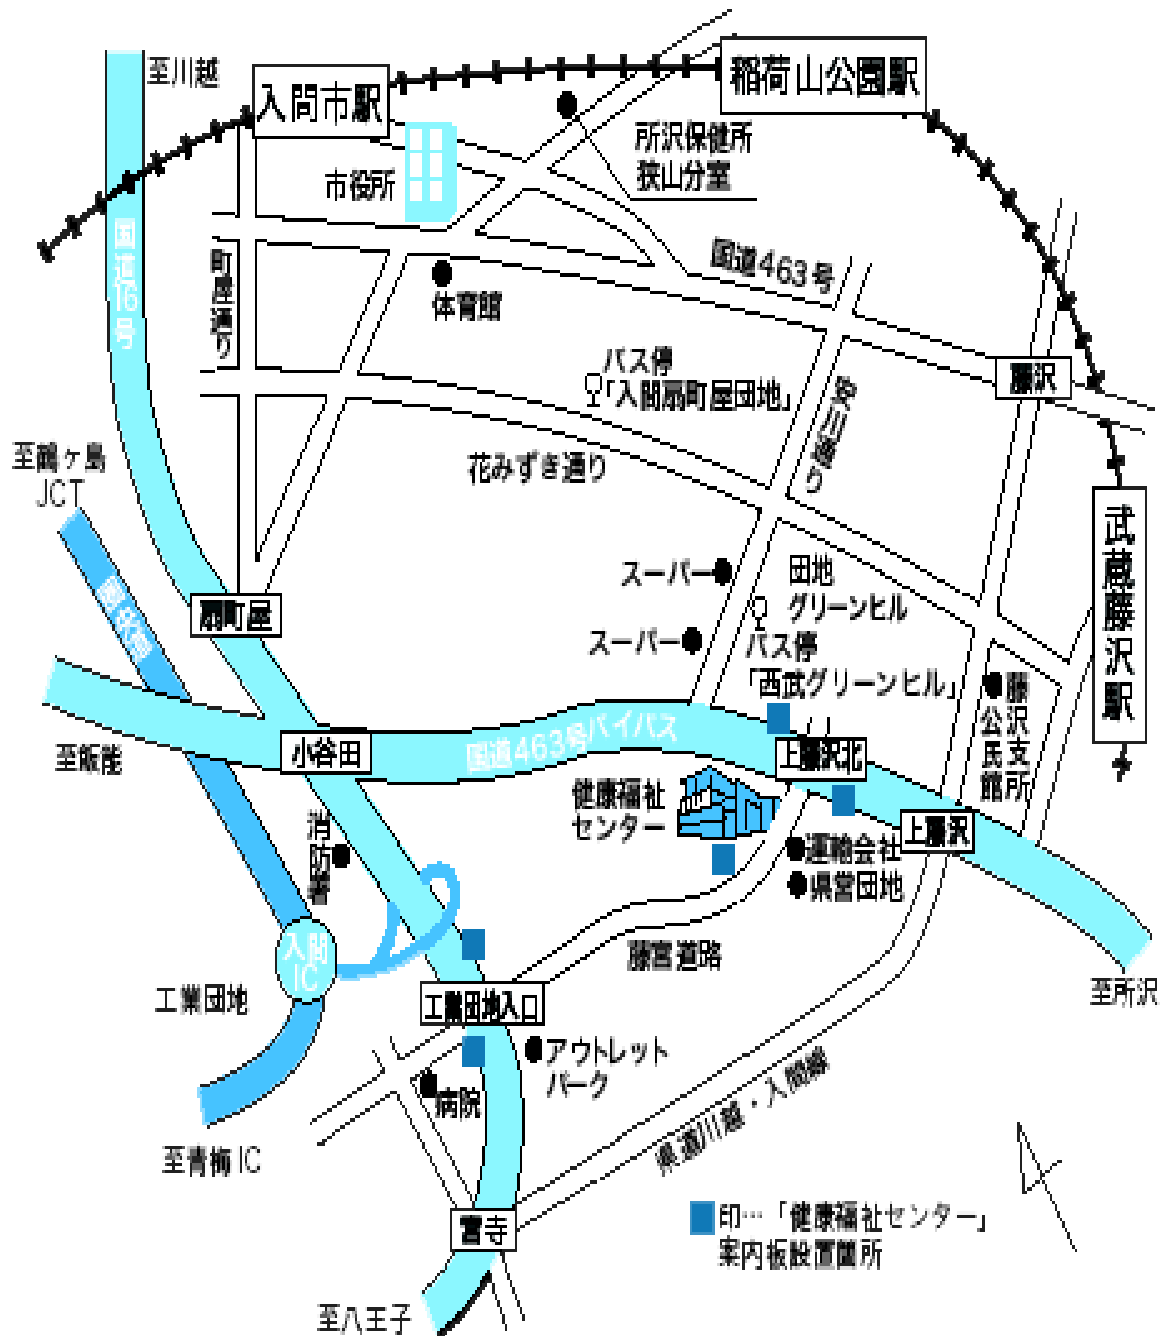 至川越
入間市駅
稲荷山公園駅
所沢保健所
狭山分室
市役所
国道16号
町屋通り
体育館
国道463号
バス停
「入間扇町屋団地」
藤沢
花みずき通り
至鶴ヶ島
JCT
武蔵藤沢駅
スーパー
団地
グリーンヒル
スーパー
バス停
「西武グリーンヒル」
扇町屋
藤沢支所
公民館
至飯能
小谷田
国道463号バイパス
上藤沢北
健康福祉
センター
上藤沢
消防署
運輸会社
県営団地
入間
IC
藤宮道路
至所沢
工業団地
工業団地入口
アウトレット
パーク
病院
県道川越・入間線
至青梅IC
宮寺
印…「健康福祉センター」
案内板設置箇所
至八王子